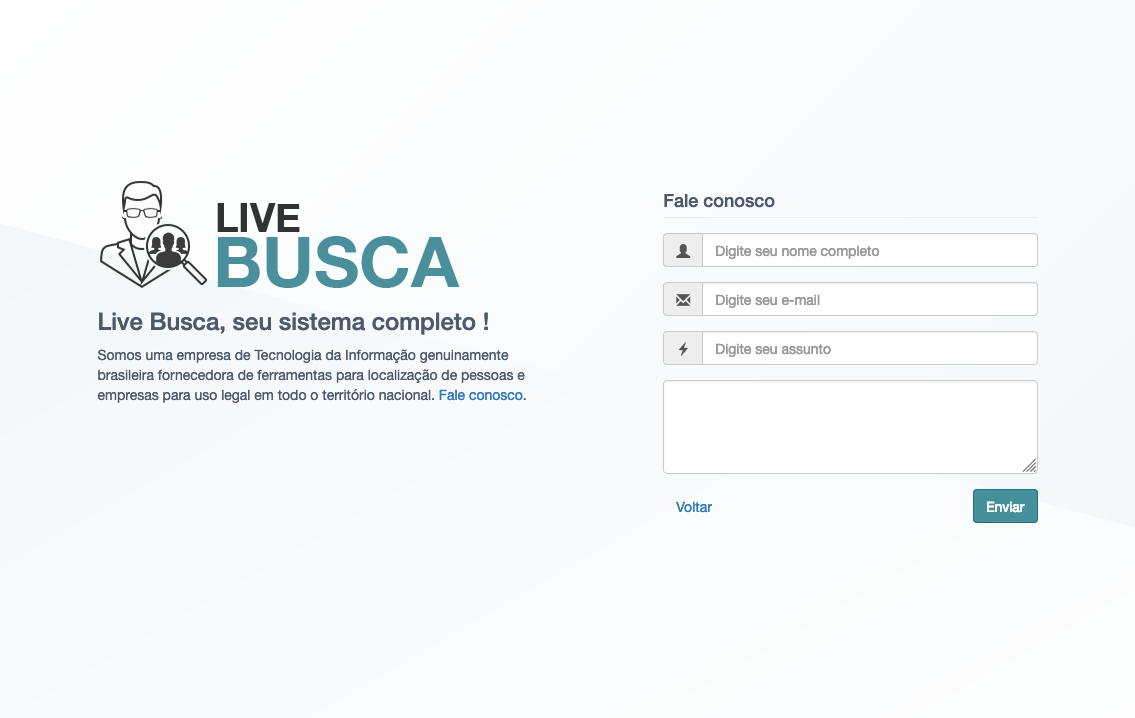 LIVE
BUSCA
Live Busca, seu sistema completo !
Somos uma empresa de Tecnologia da Informação genuinamente
brasileira fornecedora de ferramentas para localização de pessoas e
empresas para uso legal em todo o território nacional. Fale conosco.
Fale conosco
Digite seu nome completo
Digite seu e-mail
Digite seu assunto
Voltar
Enviar